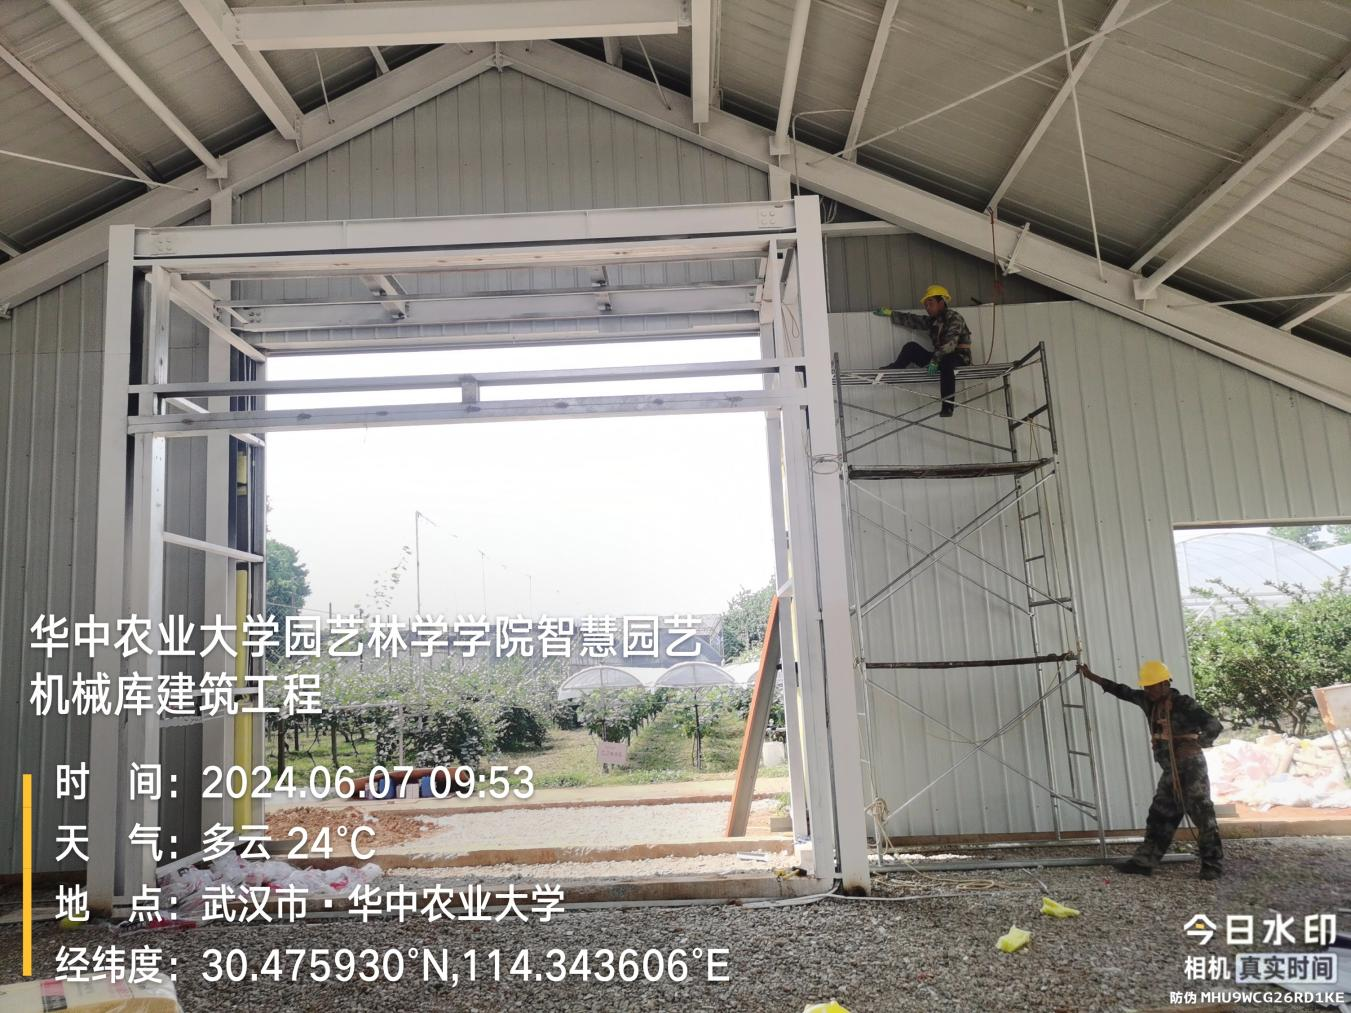 华中农业大学园艺林学学院智慧园艺
机械库建筑工程
时 间：2024.06.07 09:53
天 气：多云 24°C
地 点：武汉市·华中农业大学
经纬度：30.475930°N,114.343606°E
今日水印
相机 真实时间
防伪 MHU9WCG26RD1KE